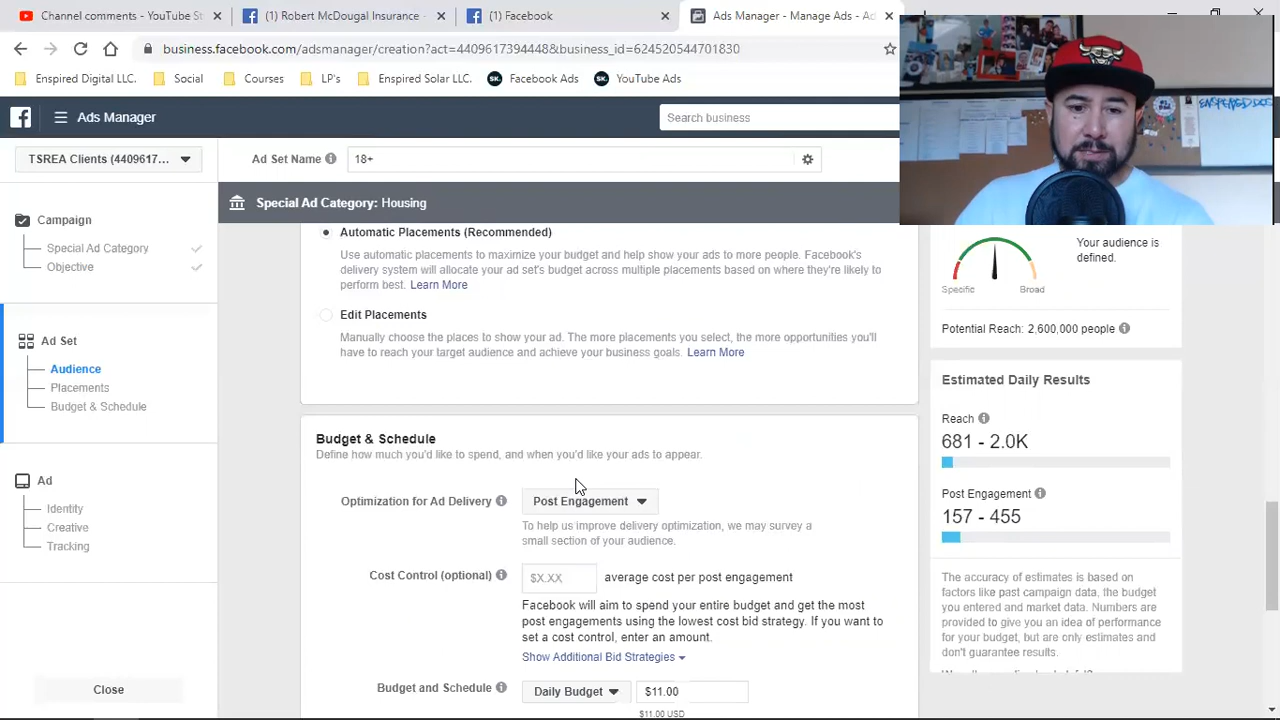 comments - YouTube S
(1) Robert McDougal Insurance
(1) Facebook
Ads Manager - Manage Ads - Ad
business.facebook.com/adsmanager/creation?act=4409617394448&business_id=624520544701830
Enspired Digital LLC.
Social
Courses
LP's
Enspired Solar LLC.
SK.
Facebook Ads
SK.
YouTube Ads
Ads Manager
Search business
TSREA Clients (4409617...
Ad Set Name
18+
Campaign
Special Ad Category
Objective
Special Ad Category: Housing
Automatic Placements (Recommended)
Use automatic placements to maximize your budget and help show your ads to more people. Facebook's
delivery system will allocate your ad set's budget across multiple placements based on where they're likely to
perform best. Learn More
Edit Placements
Manually choose the places to show your ad. The more placements you select, the more opportunities you'll
have to reach your target audience and achieve your business goals. Learn More
Ad Set
Audience
Placements
Budget & Schedule
Ad
Identity
Creative
Tracking
Close
Budget & Schedule
Define how much you'd like to spend, and when you'd like your ads to appear.
Optimization for Ad Delivery
Post Engagement
To help us improve delivery optimization, we may survey a
small section of your audience.
Cost Control (optional)
$X.XX
average cost per post engagement
Facebook will aim to spend your entire budget and get the most
post engagements using the lowest cost bid strategy. If you want to
set a cost control, enter an amount.
Show Additional Bid Strategies
Budget and Schedule
Daily Budget
$11.00
$11.00 USD
Your audience is
defined.
Specific
Broad
Potential Reach: 2,600,000 people
Estimated Daily Results
Reach
681 - 2.0K
Post Engagement
157 - 455
The accuracy of estimates is based on
factors like past campaign data, the budget
you entered and market data. Numbers are
provided to give you an idea of performance
for your budget, but are only estimates and
don't guarantee results.